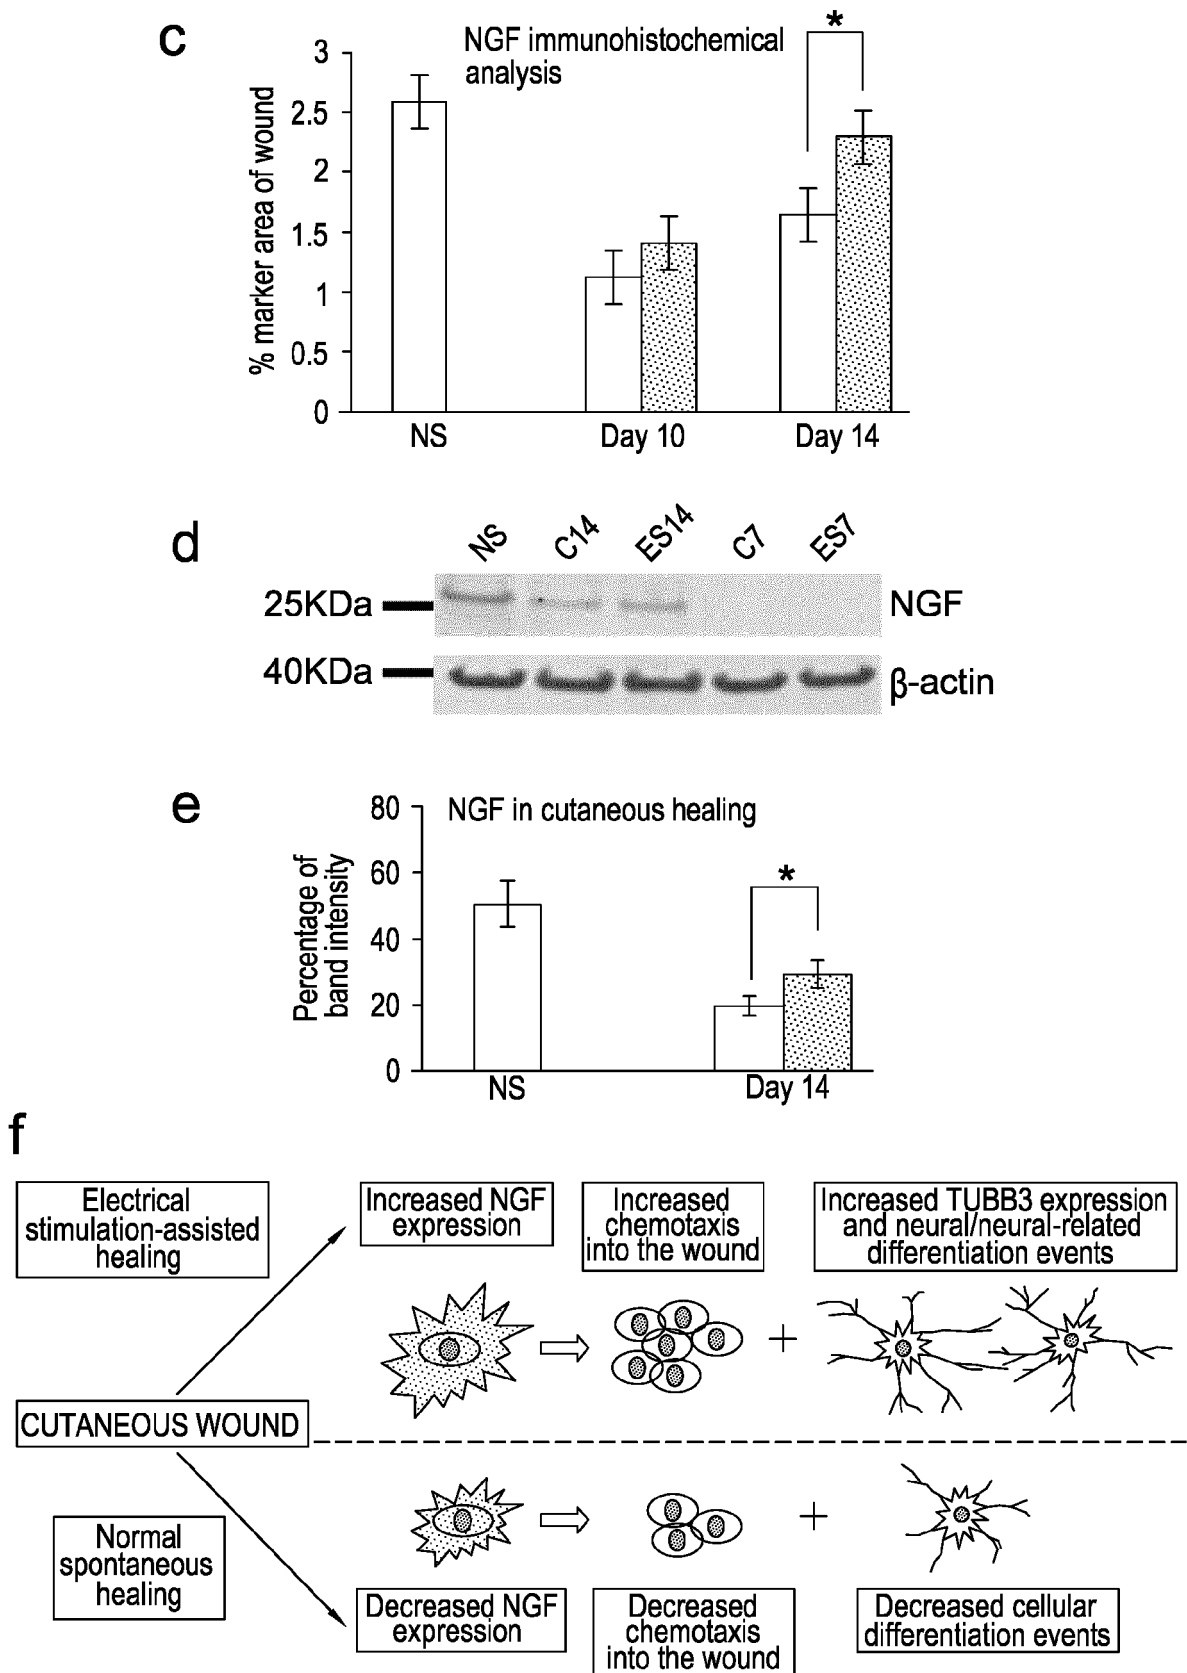 c
NGF immunohistochemical
analysis
*
% marker area of wound
3
2.5
2
1.5
1
0.5
0
NS
Day 10
Day 14
d
NS
C14
ES14
C7
ES7
25KDa
NGF
40KDa
β-actin
e
NGF in cutaneous healing
*
Percentage of
band intensity
80
60
40
20
0
NS
Day 14
f
Electrical
stimulation-assisted
healing
Increased NGF
expression
Increased
chemotaxis
into the wound
Increased TUBB3 expression
and neural/neural-related
differentiation events
+
CUTANEOUS WOUND
+
Normal
spontaneous
healing
Decreased NGF
expression
Decreased
chemotaxis
into the wound
Decreased cellular
differentiation events